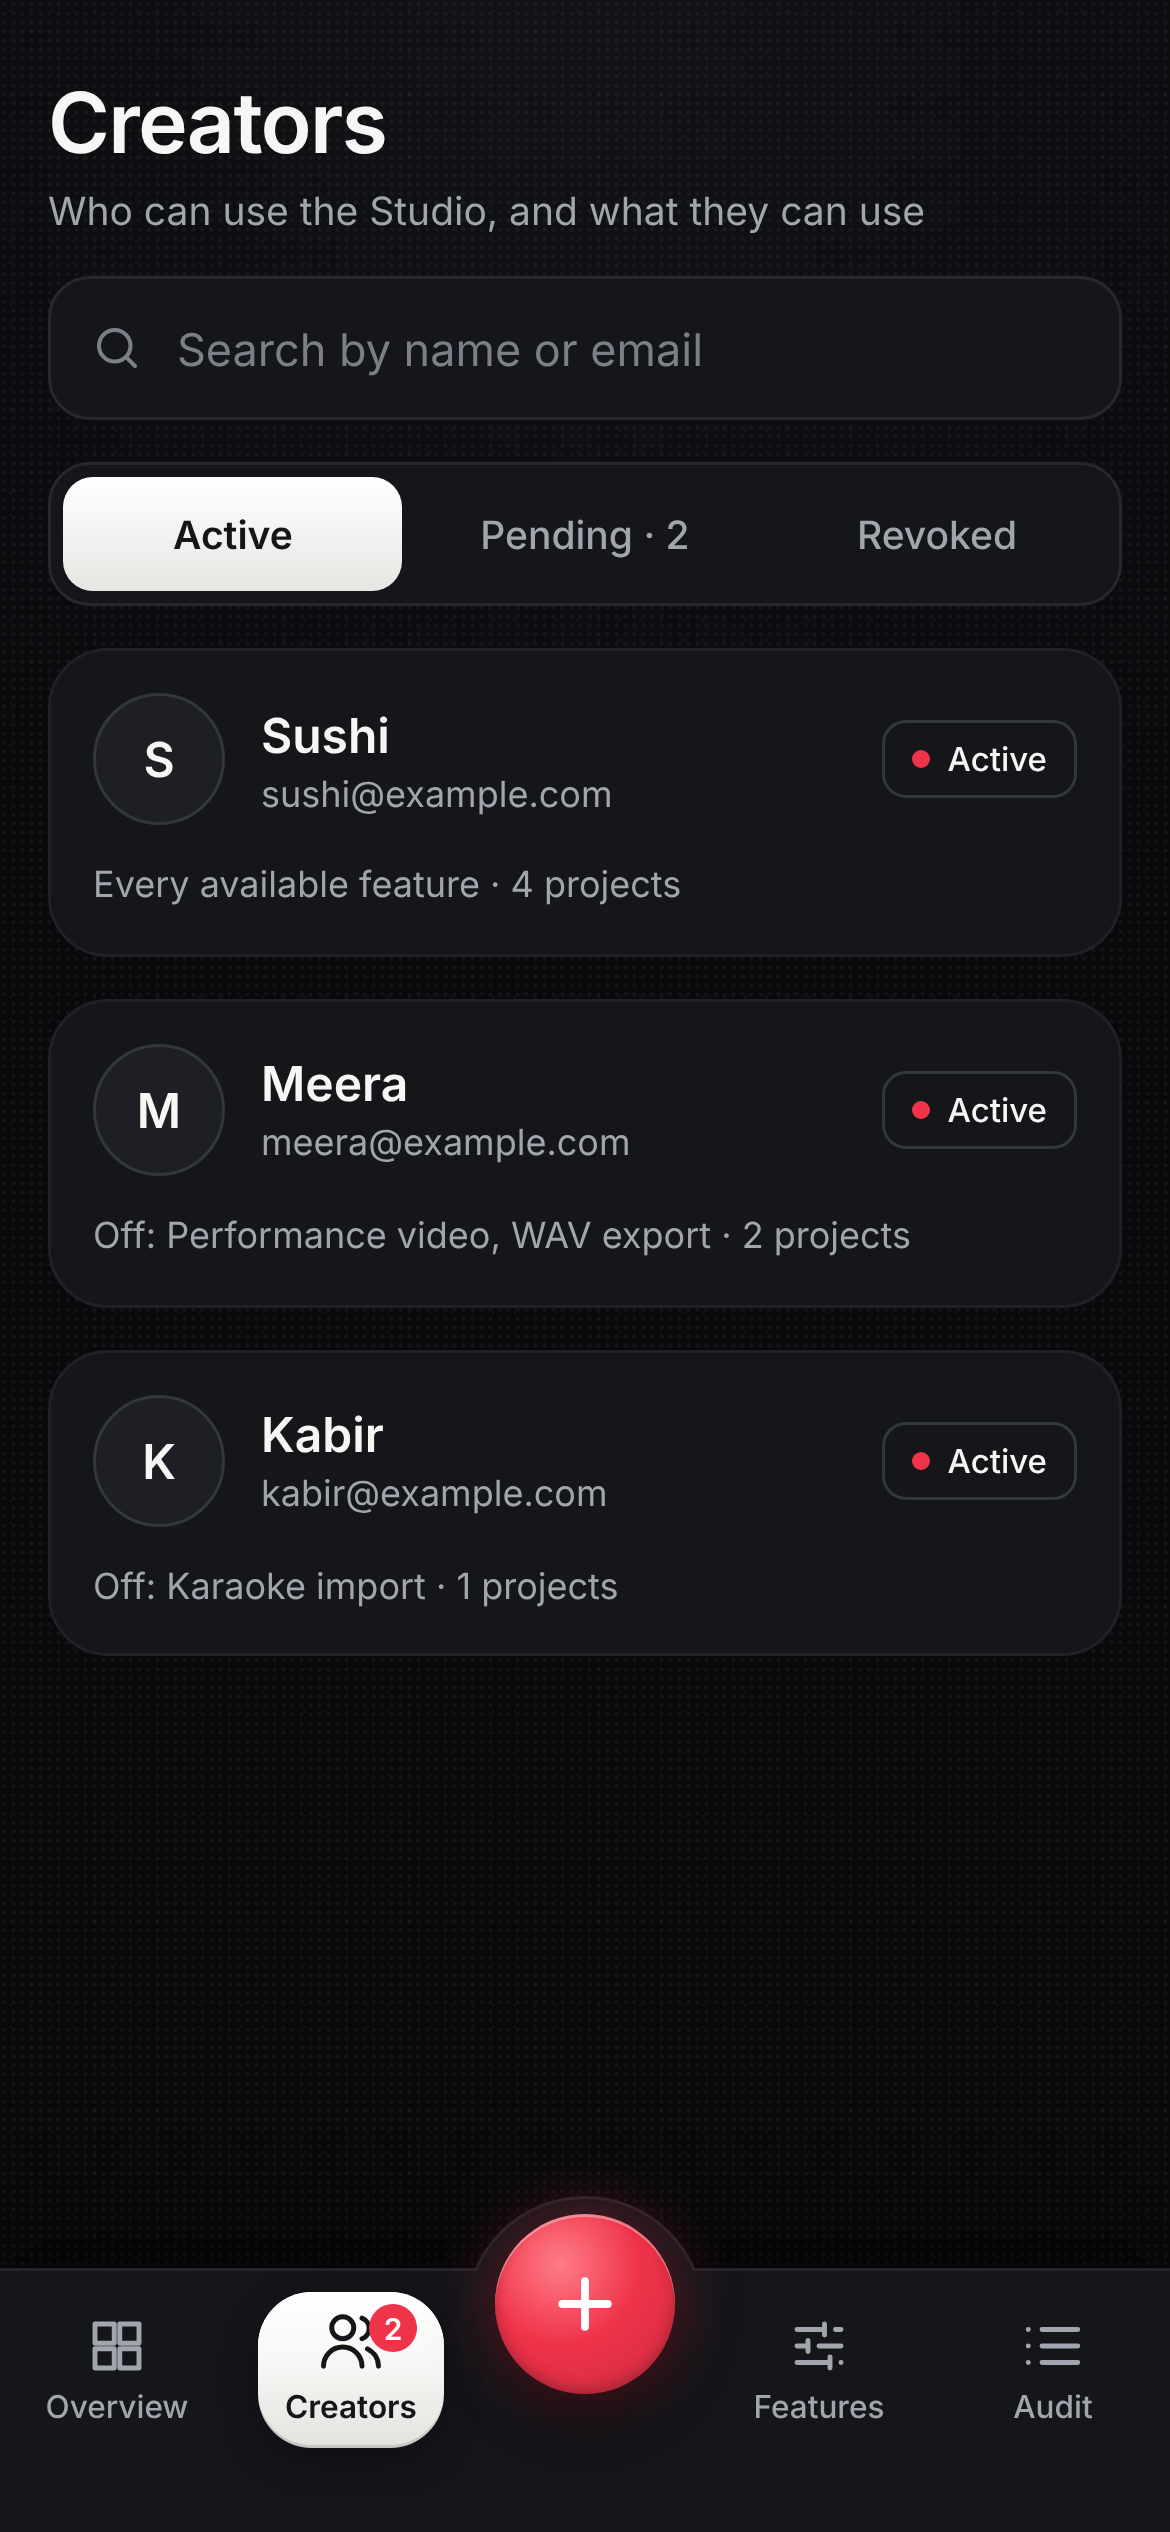 Creators
Who can use the Studio, and what they can use
Search by name or email
Active
Pending · 2
Revoked
S
Sushi
sushi@example.com
Active
Every available feature · 4 projects
M
Meera
meera@example.com
Active
Off: Performance video, WAV export · 2 projects
K
Kabir
kabir@example.com
Active
Off: Karaoke import · 1 projects
2
Overview
Creators
Features
Audit